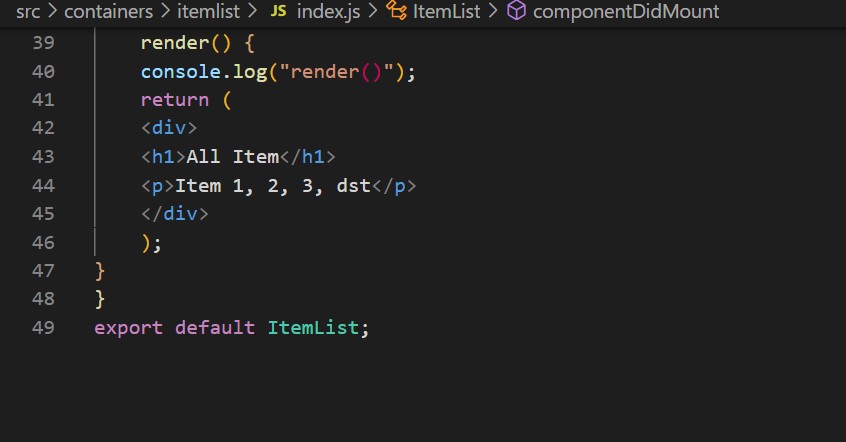 src > containers > itemlist > JS index.js > ItemList > componentDidMount
39 render() {
40 console.log("render()");
41 return (
42 <div>
43 <h1>All Item</h1>
44 <p>Item 1, 2, 3, dst</p>
45 </div>
46 );
47 }
48 }
49 export default ItemList;